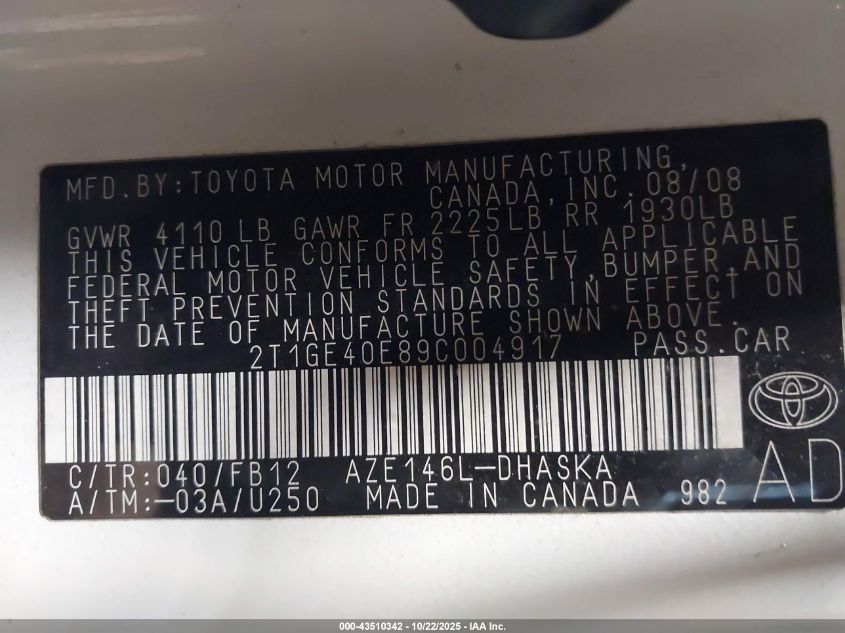 MFD.BY:TOYOTA MOTOR MANUFACTURING,
CANADA,INC. 08/08
GVWR 4110 LB GAWR FR 2225LB RR 1930LB
THIS VEHICLE CONFORMS TO ALL APPLICABLE
FEDERAL MOTOR VEHICLE SAFETY,BUMPER,AND
THEFT PREVENTION STANDARDS IN EFFECT ON
THE DATE OF MANUFACTURE SHOWN ABOVE.
2T1GE40E89C004917 PASS.CAR
C/TR:040/FB12 AZE146L-DHASKA AD
A/TM:-03A/U250 MADE IN CANADA 982
000-43510342 | 10/22/2025 - IAA Inc.